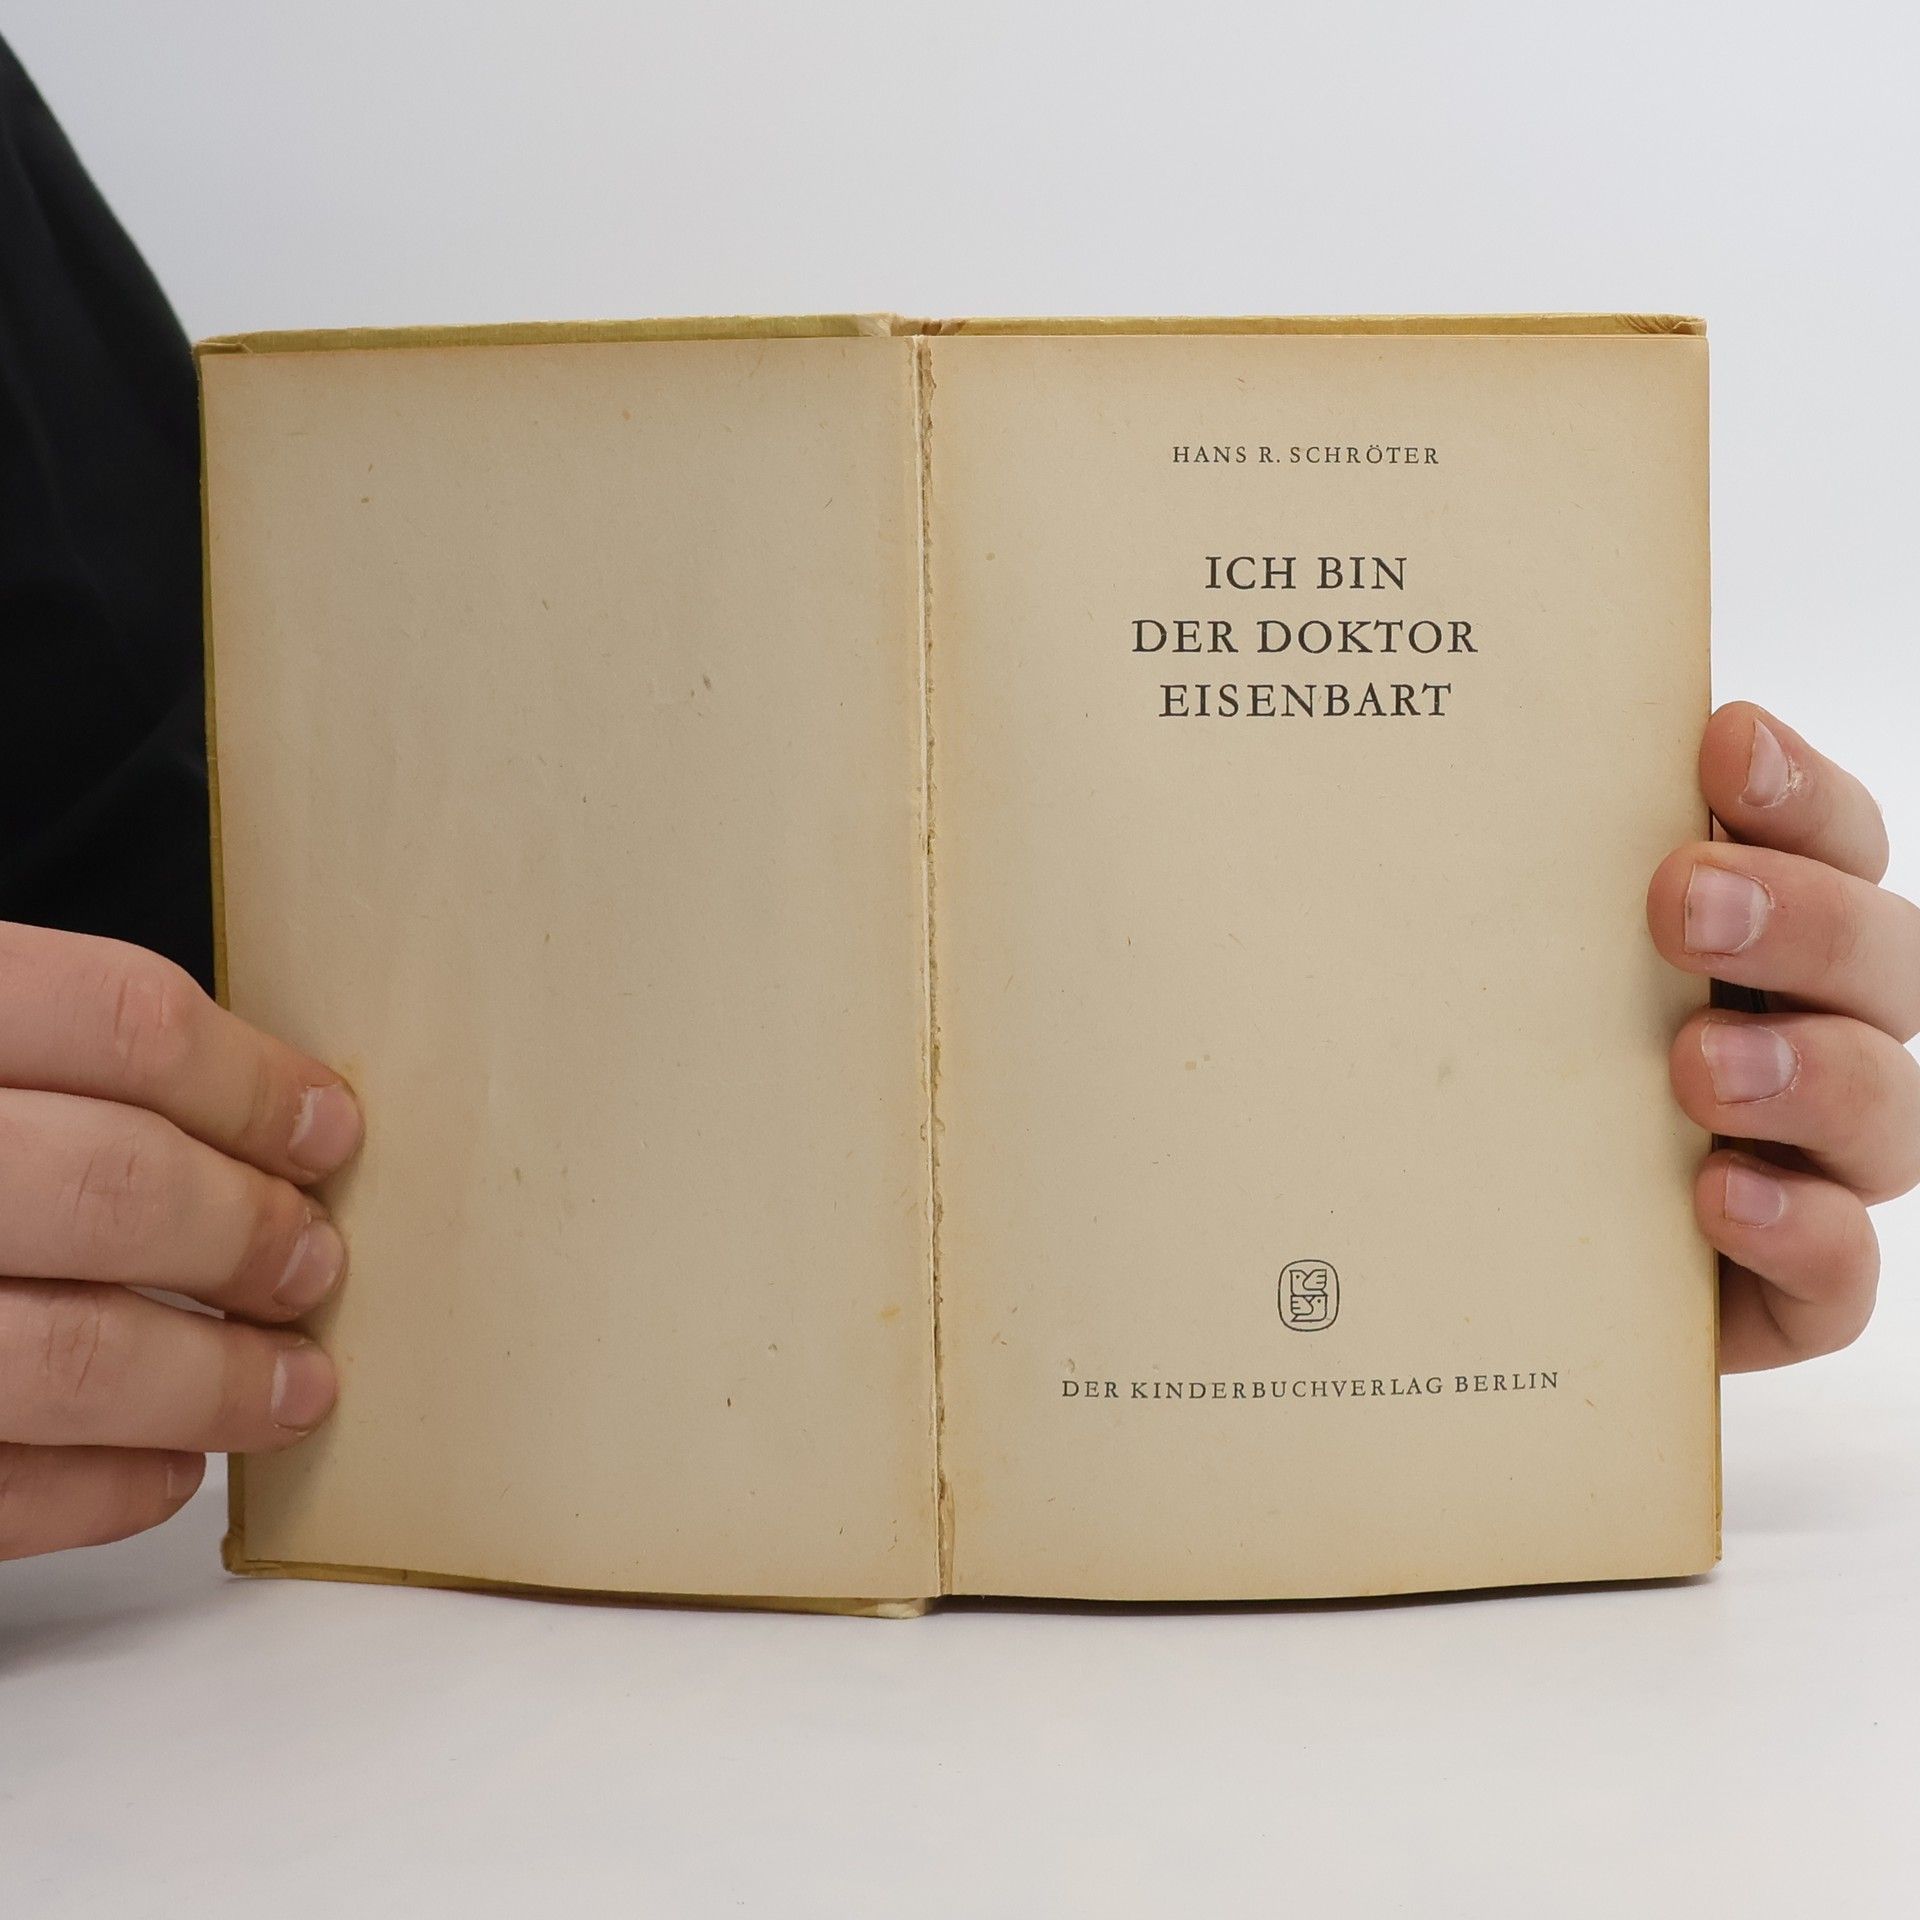 HANS R. SCHRÖTER
ICH BIN
DER DOKTOR
EISENBART
DER KINDERBUCHVERLAG BERLIN